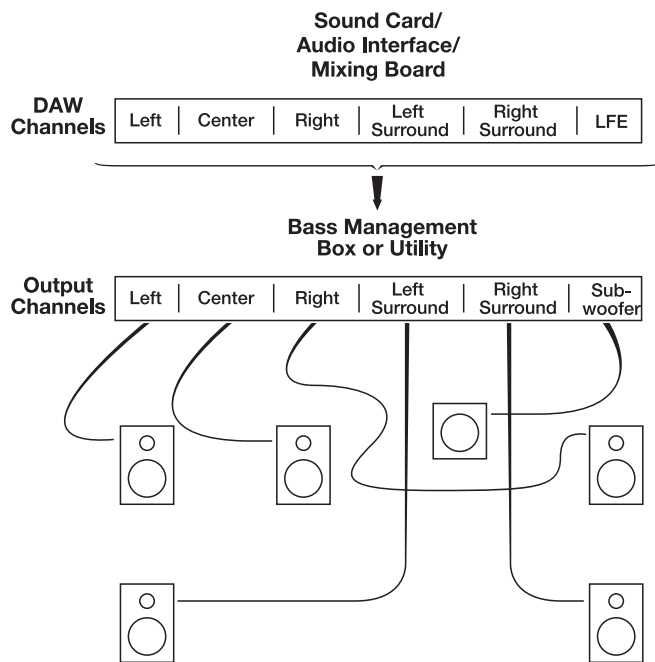 Sound Card/
Audio Interface/
Mixing Board
DAW
Channels
Left | Center | Right | Left Surround | Right Surround | LFE
Bass Management
Box or Utility
Output
Channels
Left | Center | Right | Left Surround | Right Surround | Sub-woofer